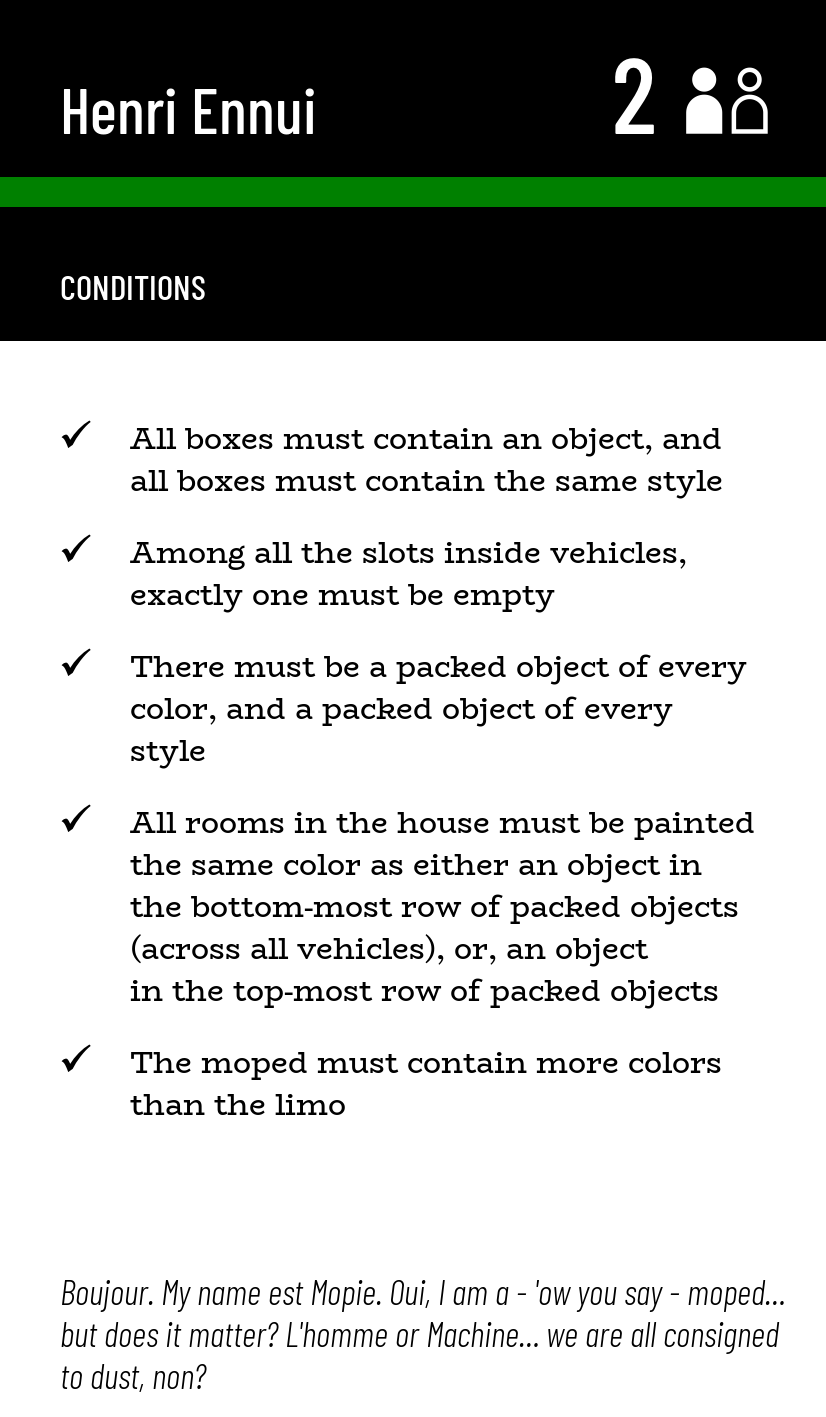 Henri Ennui
2
CONDITIONS
✓ All boxes must contain an object, and
all boxes must contain the same style
✓ Among all the slots inside vehicles,
exactly one must be empty
✓ There must be a packed object of every
color, and a packed object of every
style
✓ All rooms in the house must be painted
the same color as either an object in
the bottom-most row of packed objects
(across all vehicles), or, an object
in the top-most row of packed objects
✓ The moped must contain more colors
than the limo
Boujour. My name est Mopie. Oui, I am a - 'ow you say - moped...
but does it matter? L'homme or Machine... we are all consigned
to dust, non?